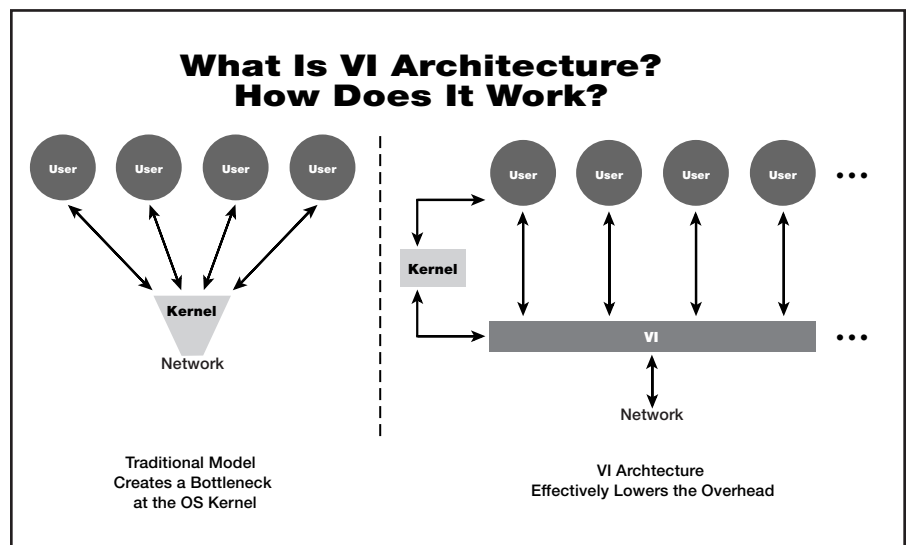 What Is VI Architecture?
How Does It Work?
User
User
User
User
Kernel
Network
Traditional Model
Creates a Bottleneck
at the OS Kernel
User
User
User
User
•••
Kernel
VI
•••
Network
VI Archtecture
Effectively Lowers the Overhead